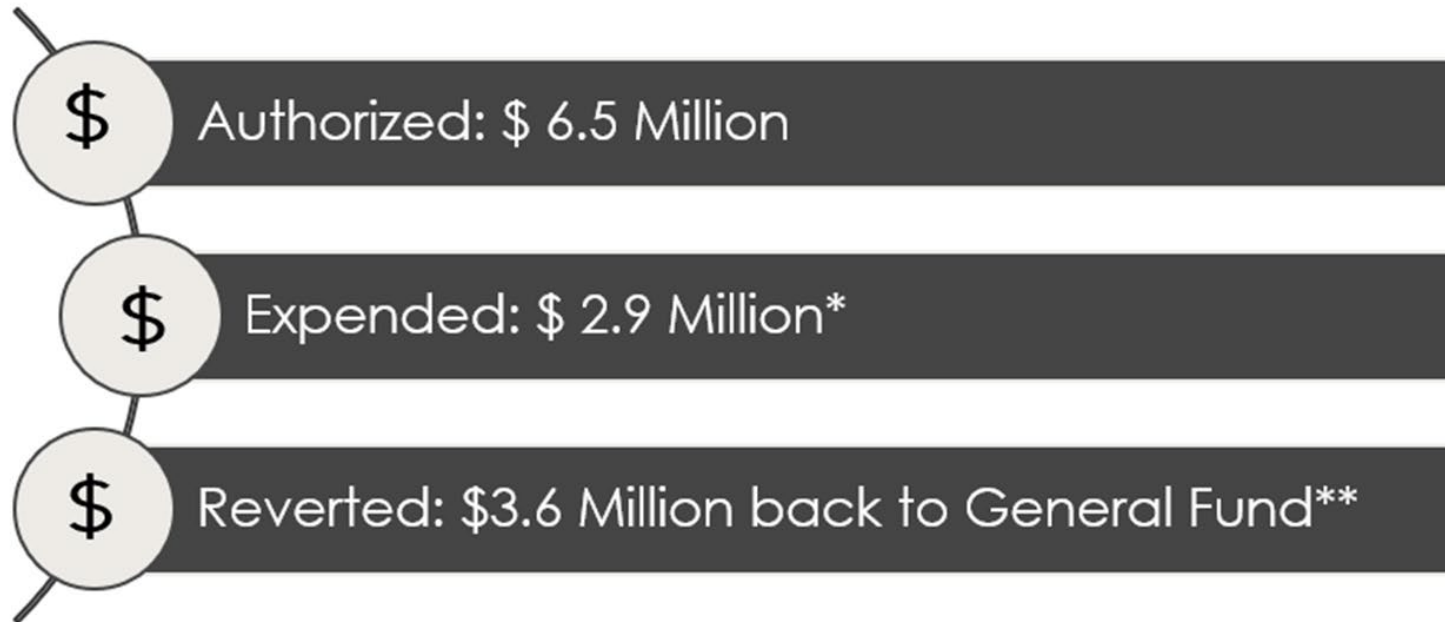 $
Authorized: $ 6.5 Million
$
Expended: $ 2.9 Million*
$
Reverted: $3.6 Million back to General Fund**